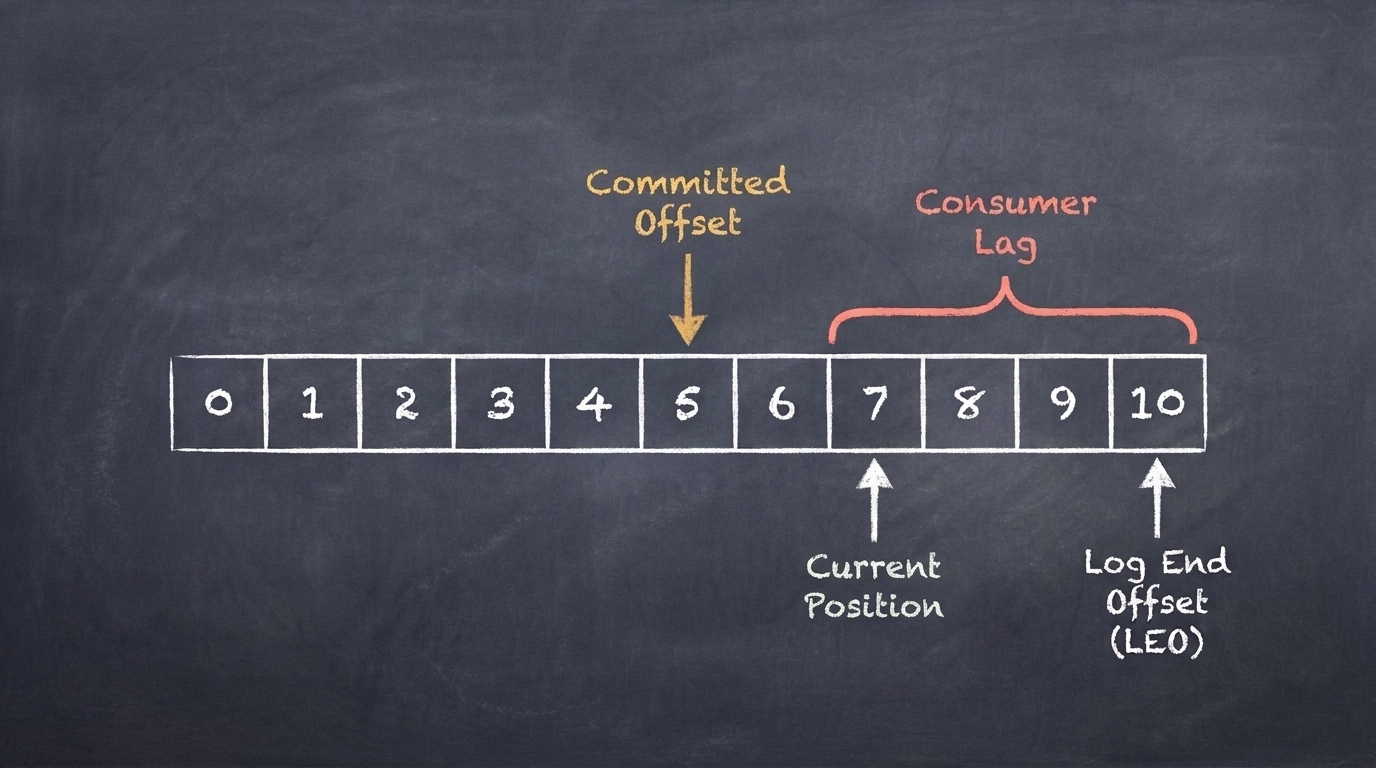 Committed
Offset
Consumer
Lag
0 1 2 3 4 5 6 7 8 9 10
Current
Position
Log End
Offset
(LEO)